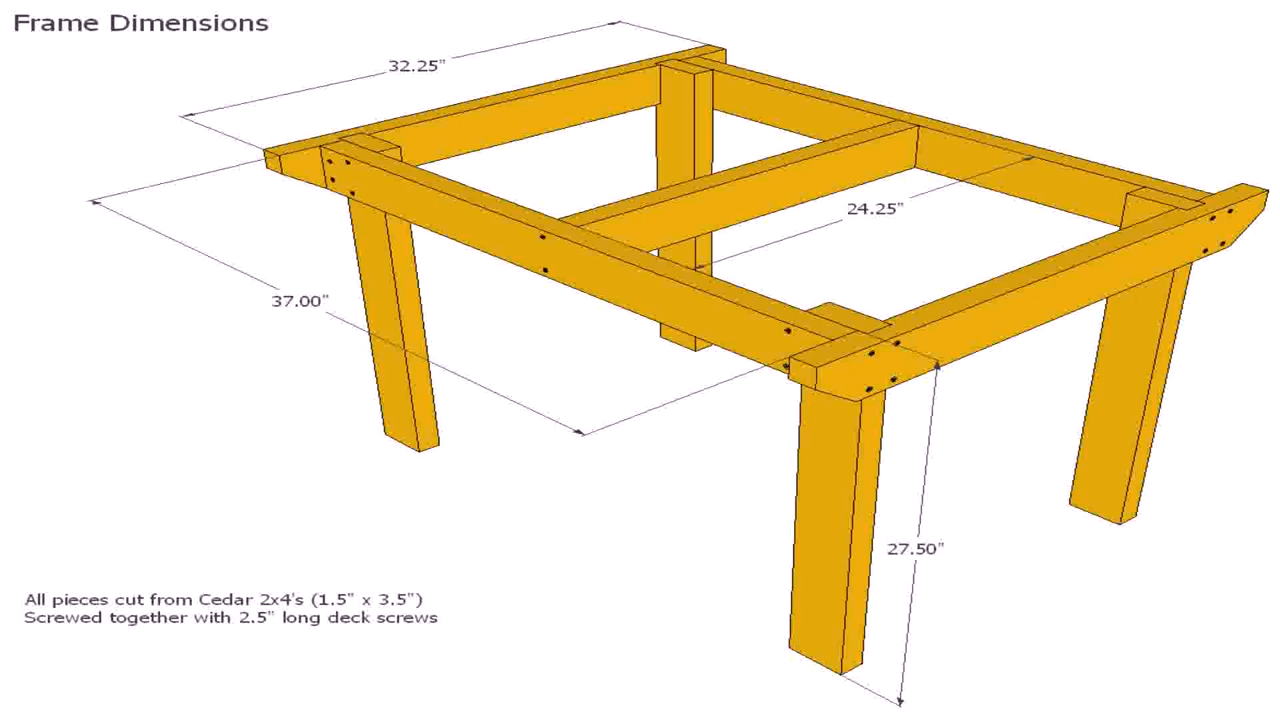 Frame Dimensions
32.25"
24.25"
37.00"
27.50"
All pieces cut from Cedar 2x4's (1.5" x 3.5")
Screwed together with 2.5" long deck screws